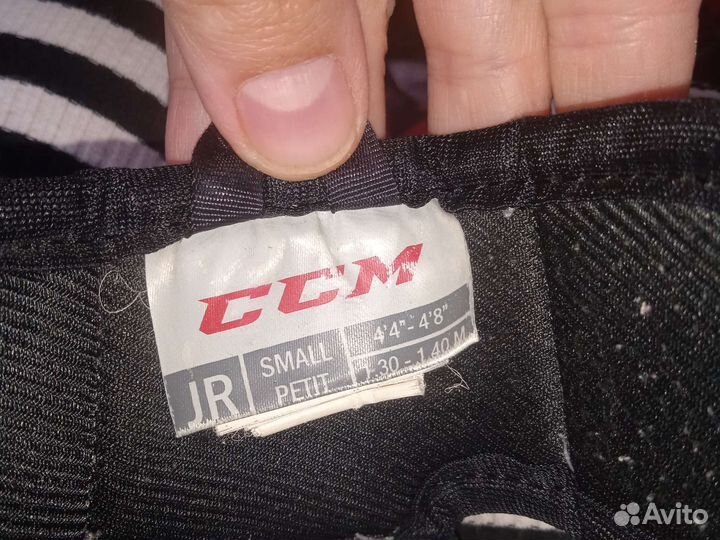 CCM
JR
SMALL
PETIT
4'4" - 4'8"
1.30 - 1.40 M
Avito